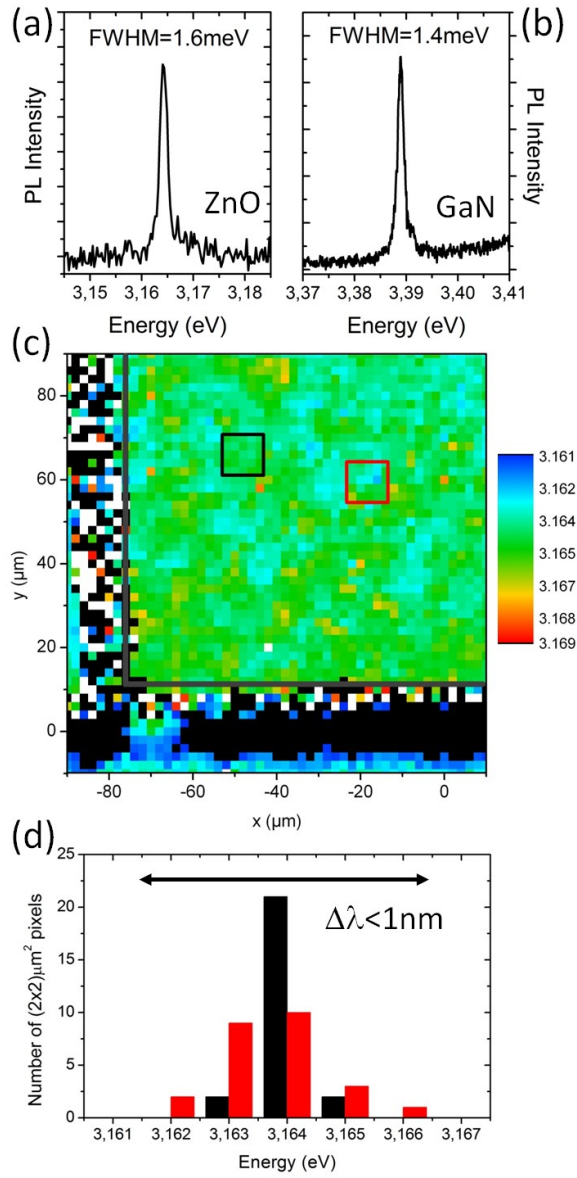 (a)
FWHM=1.6meV
PL Intensity
ZnO
3,15 3,16 3,17 3,18
Energy (eV)
(b)
FWHM=1.4meV
PL Intensity
GaN
3,37 3,38 3,39 3,40 3,41
Energy (eV)
(c)
80
60
40
20
0
y (µm)
-80 -60 -40 -20 0
x (µm)
3.161
3.162
3.164
3.165
3.167
3.168
3.169
(d)
25
20
15
10
5
0
Number of (2x2)µm² pixels
Δλ<1nm
3,161 3,162 3,163 3,164 3,165 3,166 3,167
Energy (eV)